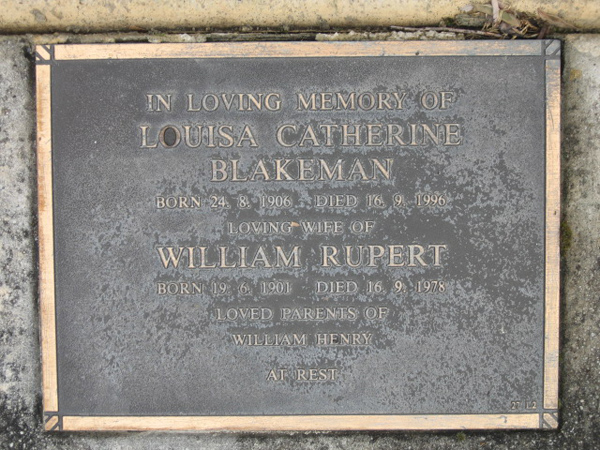 IN LOVING MEMORY OF
LOUISA CATHERINE
BLAKEMAN
BORN 24. 8. 1906 DIED 16. 9. 1996
LOVING WIFE OF
WILLIAM RUPERT
BORN 19. 6. 1901 DIED 16. 9. 1978
LOVED PARENTS OF
WILLIAM HENRY
AT REST